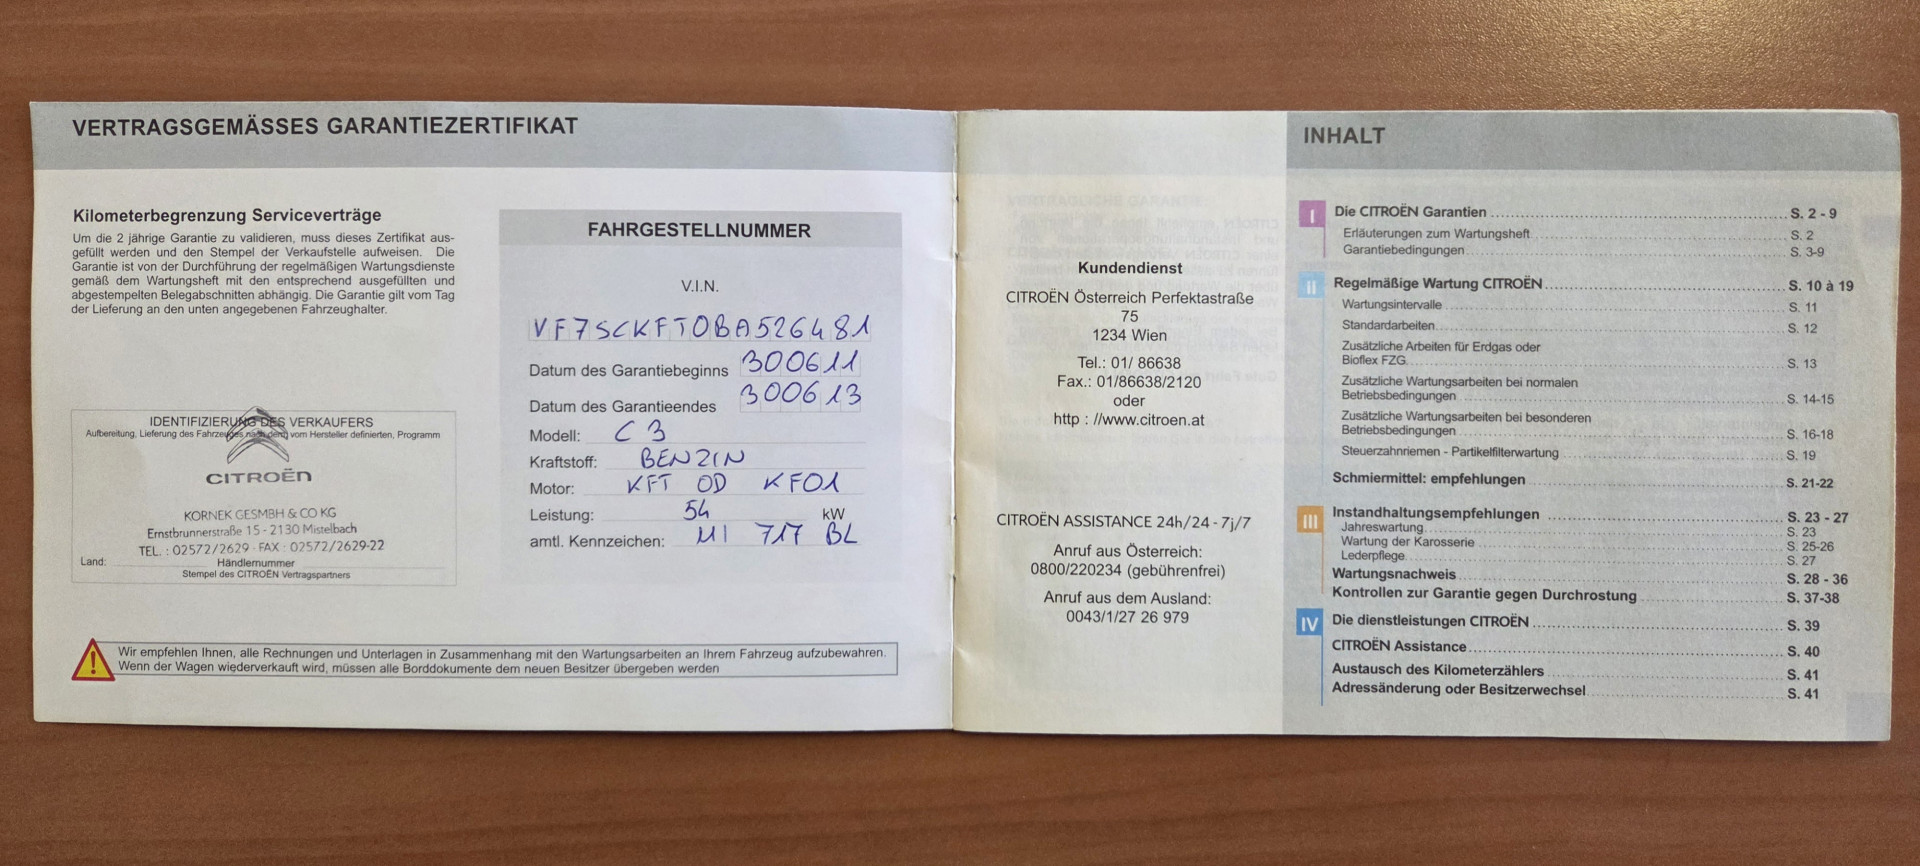 VERTRAGSGEMÄSSES GARANTIEZERTIFIKAT
Kilometerbegrenzung Serviceverträge
Um die 2 jährige Garantie zu validieren, muss dieses Zertifikat aus-
gefüllt werden und den Stempel der Verkaufstelle aufweisen. Die
Garantie ist von der Durchführung der regelmäßigen Wartungsdienste
gemäß dem Wartungsheft mit den entsprechend ausgefüllten und
abgestempelten Belegabschnitten abhängig. Die Garantie gilt vom Tag
der Lieferung an den unten angegebenen Fahrzeughalter.
IDENTIFIZIERUNG DES VERKAUFERS
Aufbereitung, Lieferung des Fahrzeuges nach dem vom Hersteller definierten, Programm
CITROËN
KORNEK GESMBH & CO KG
Ernstbrunnerstraße 15 - 2130 Mistelbach
TEL. : 02572/2629 - FAX : 02572/2629-22
Land: Händlernummer
Stempel des CITROËN Vertragspartners
FAHRGESTELLNUMMER
V.I.N.
VF7SCKFT0BA526481
Datum des Garantiebeginns 300611
Datum des Garantieendes 300613
Modell: C 3
Kraftstoff: BENZIN
Motor: KFT OD KF01
Leistung: 54 kW
amtl. Kennzeichen: MI 717 BL
Wir empfehlen Ihnen, alle Rechnungen und Unterlagen in Zusammenhang mit den Wartungsarbeiten an Ihrem Fahrzeug aufzubewahren.
Wenn der Wagen wiederverkauft wird, müssen alle Borddokumente dem neuen Besitzer übergeben werden
Kundendienst
CITROËN Österreich Perfektastraße
75
1234 Wien
Tel.: 01/ 86638
Fax.: 01/86638/2120
oder
http : //www.citroen.at
CITROËN ASSISTANCE 24h/24 - 7j/7
Anruf aus Österreich:
0800/220234 (gebührenfrei)
Anruf aus dem Ausland:
0043/1/27 26 979
INHALT
I Die CITROËN Garantien S. 2 - 9
Erläuterungen zum Wartungsheft S. 2
Garantiebedingungen S. 3-9
II Regelmäßige Wartung CITROËN S. 10 à 19
Wartungsintervalle S. 11
Standardarbeiten S. 12
Zusätzliche Arbeiten für Erdgas oder
Bioflex FZG S. 13
Zusätzliche Wartungsarbeiten bei normalen
Betriebsbedingungen S. 14-15
Zusätzliche Wartungsarbeiten bei besonderen
Betriebsbedingungen S. 16-18
Steuerzahnriemen - Partikelfilterwartung S. 19
Schmiermittel: empfehlungen S. 21-22
III Instandhaltungsempfehlungen S. 23 - 27
Jahreswartung S. 23
Wartung der Karosserie S. 25-26
Lederpflege S. 27
Wartungsnachweis S. 28 - 36
Kontrollen zur Garantie gegen Durchrostung S. 37-38
IV Die dienstleistungen CITROËN S. 39
CITROËN Assistance S. 40
Austausch des Kilometerzählers S. 41
Adressänderung oder Besitzerwechsel S. 41